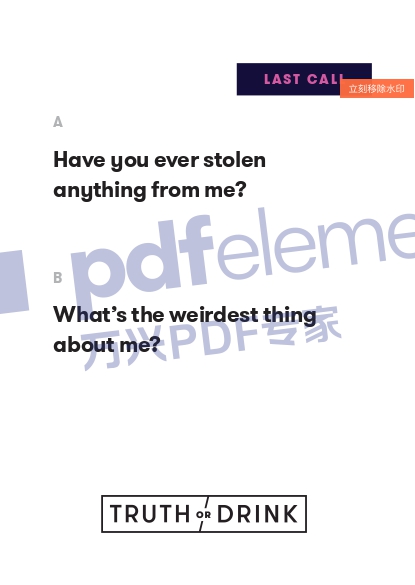 LAST CALL
立刻移除水印
A
Have you ever stolen
anything from me?
pdfeleme
B
What's the weirdest thing
about me?
万兴PDF专家
TRUTH OR DRINK